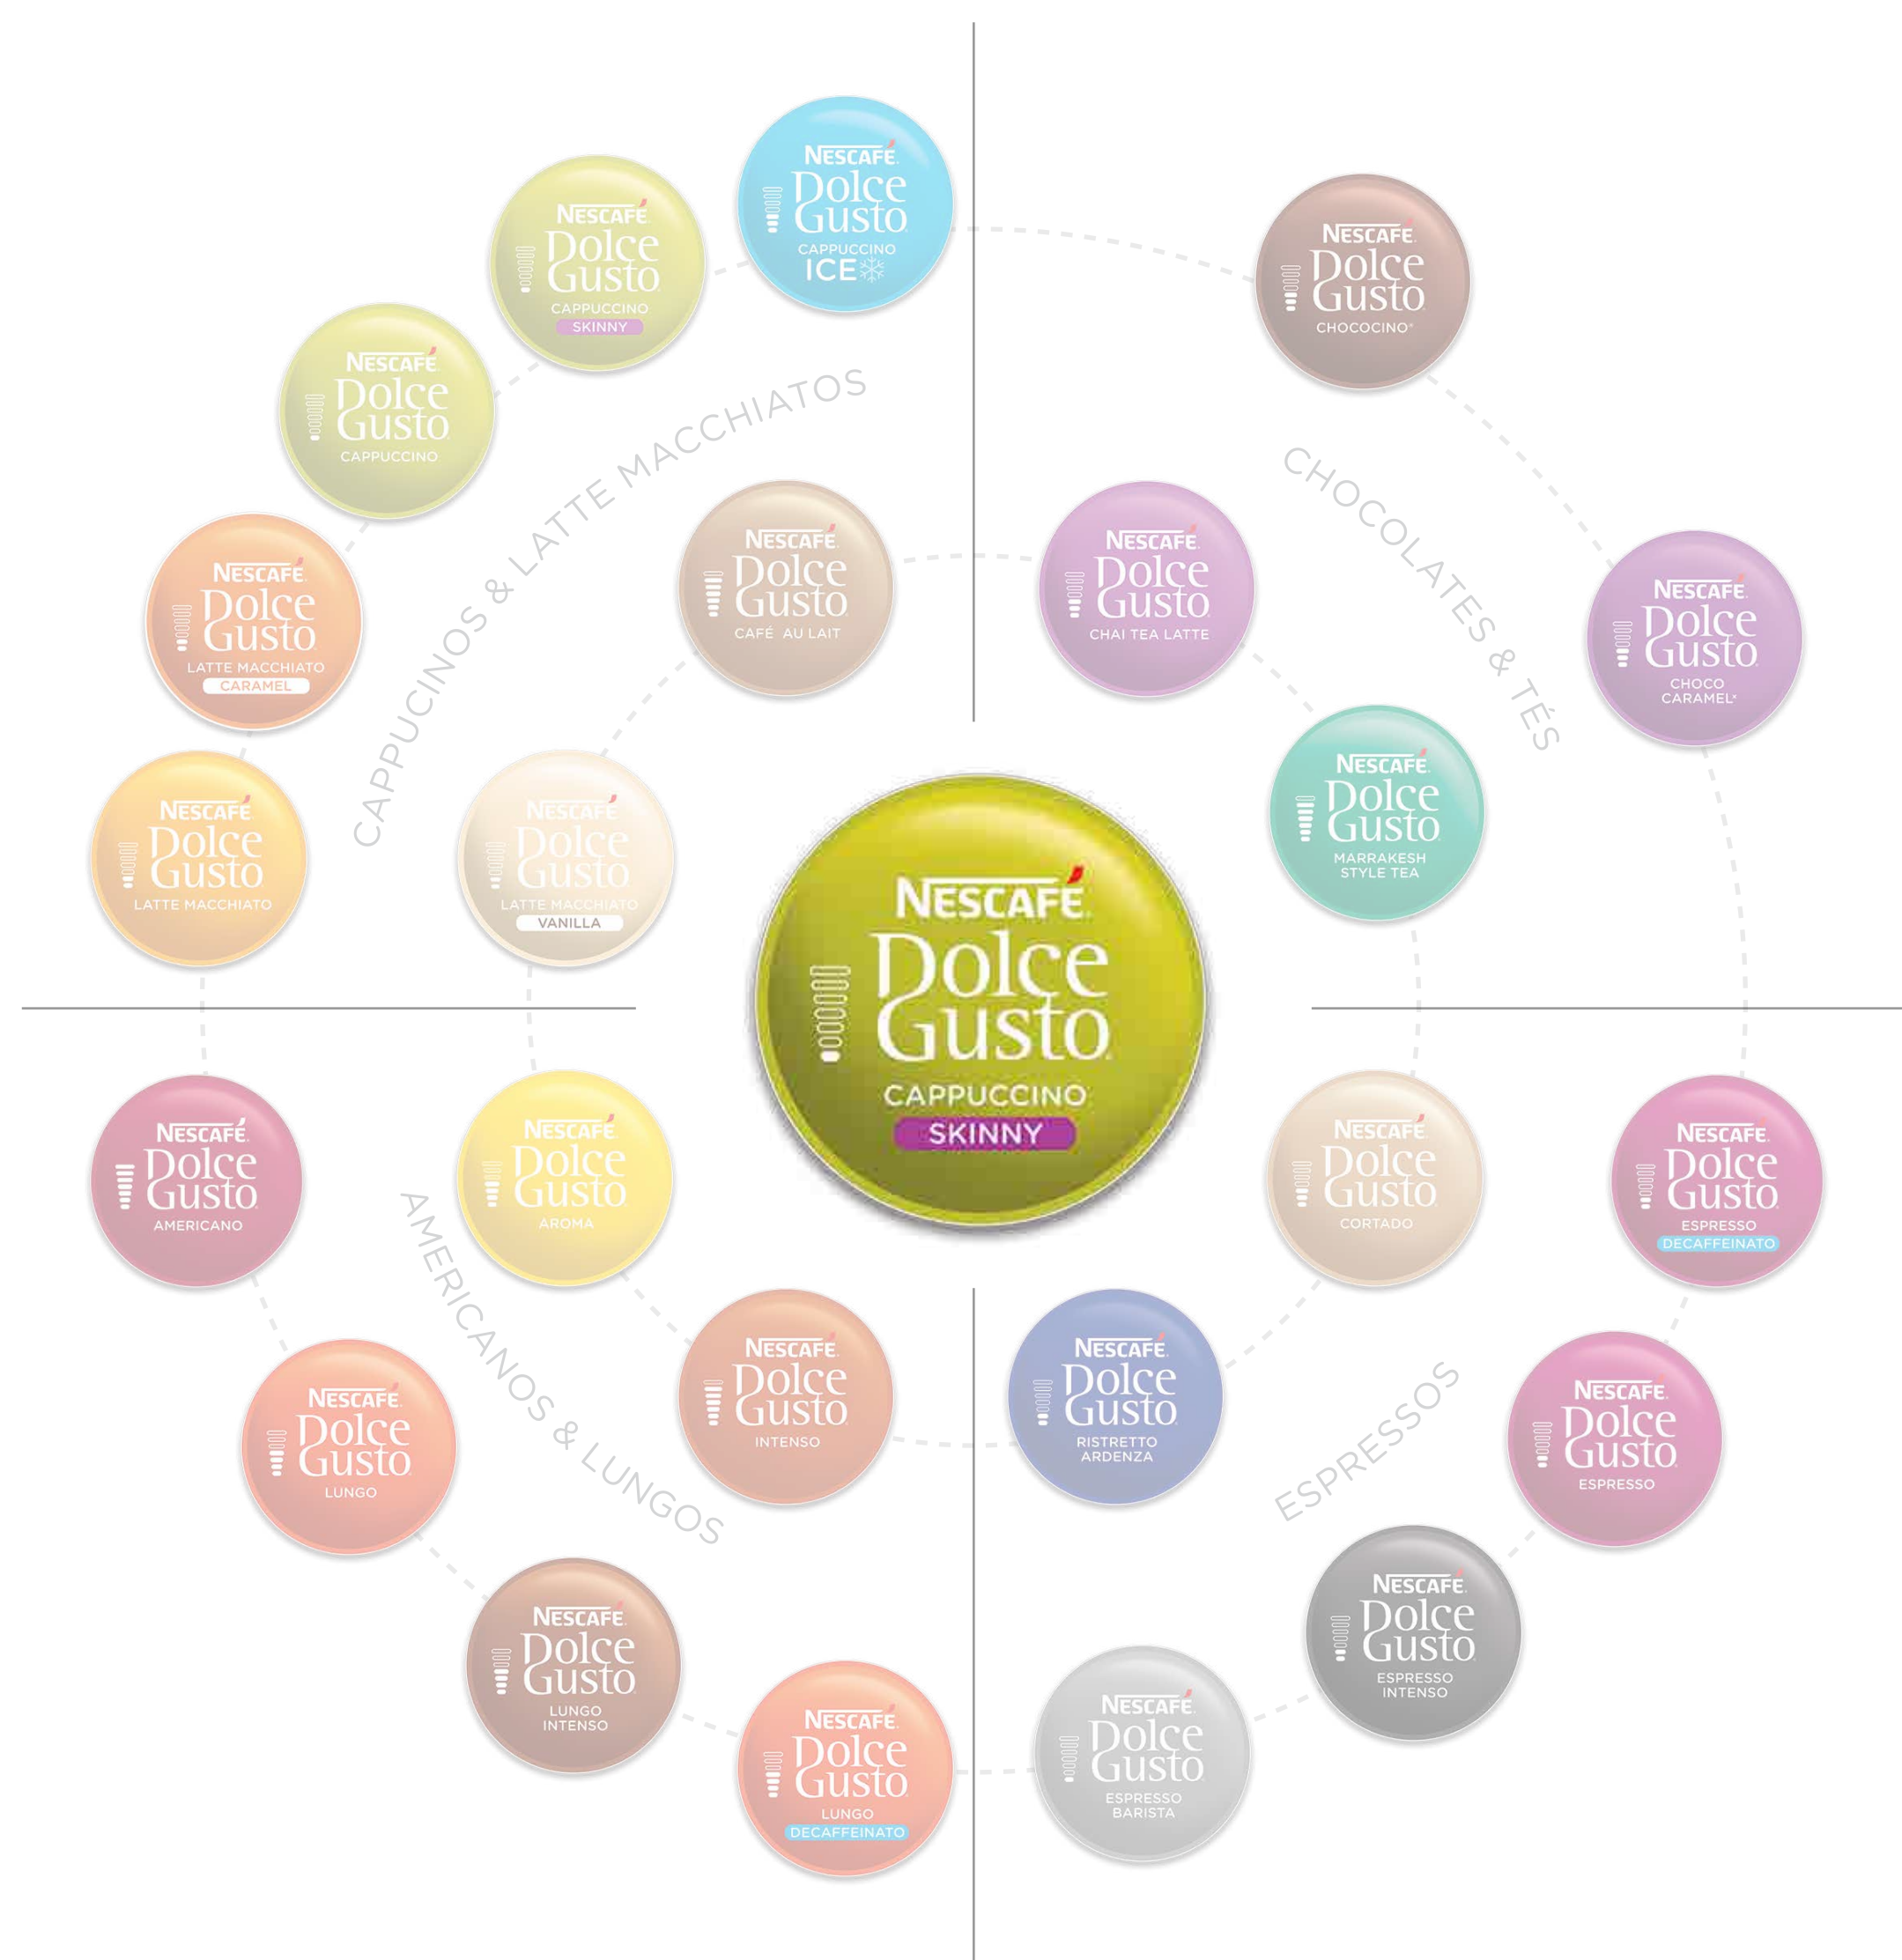 NESCAFÉ
Dolce
Gusto
CAPPUCCINO
ICE
NESCAFÉ
Dolce
Gusto
CAPPUCCINO
SKINNY
NESCAFÉ
Dolce
Gusto
CAPPUCCINO
NESCAFÉ
Dolce
Gusto
LATTE MACCHIATO
CARAMEL
NESCAFÉ
Dolce
Gusto
LATTE MACCHIATO
CAPPUCINOS & LATTE MACCHIATOS
NESCAFÉ
Dolce
Gusto
CAFÉ AU LAIT
NESCAFÉ
Dolce
Gusto
LATTE MACCHIATO
VANILLA
NESCAFÉ
Dolce
Gusto
CHOCOCINO
NESCAFÉ
Dolce
Gusto
CHOCO
CARAMEL
CHOCOLATES & TÉS
NESCAFÉ
Dolce
Gusto
CHAI TEA LATTE
NESCAFÉ
Dolce
Gusto
MARRAKESH
STYLE TEA
NESCAFÉ
Dolce
Gusto
CAPPUCCINO
SKINNY
NESCAFÉ
Dolce
Gusto
AMERICANO
NESCAFÉ
Dolce
Gusto
AROMA
AMERICANOS & LUNGOS
NESCAFÉ
Dolce
Gusto
INTENSO
NESCAFÉ
Dolce
Gusto
LUNGO
NESCAFÉ
Dolce
Gusto
LUNGO
INTENSO
NESCAFÉ
Dolce
Gusto
LUNGO
DECAFFEINATO
NESCAFÉ
Dolce
Gusto
CORTADO
NESCAFÉ
Dolce
Gusto
ESPRESSO
DECAFFEINATO
NESCAFÉ
Dolce
Gusto
RISTRETTO
ARDENZA
ESPRESSOS
NESCAFÉ
Dolce
Gusto
ESPRESSO
NESCAFÉ
Dolce
Gusto
ESPRESSO
INTENSO
NESCAFÉ
Dolce
Gusto
ESPRESSO
BARISTA